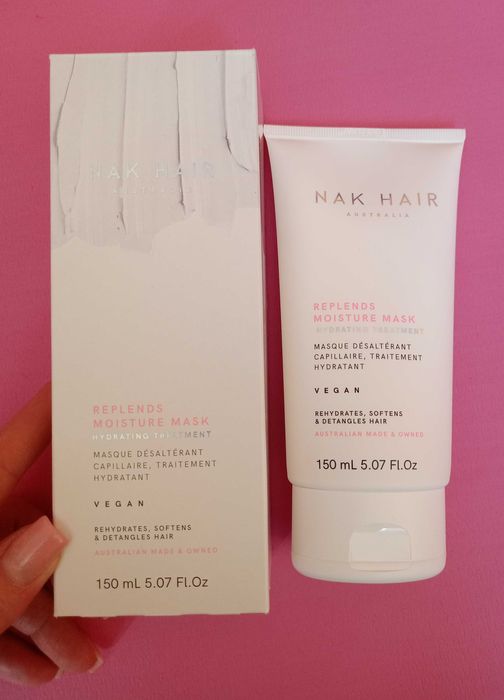 NAK HAIR
AUSTRALIA
REPLENDS
MOISTURE MASK
HYDRATING TREATMENT
MASQUE DÉSALTÉRANT
CAPILLAIRE, TRAITEMENT
HYDRATANT
VEGAN
REHYDRATES, SOFTENS
& DETANGLES HAIR
AUSTRALIAN MADE & OWNED
150 mL 5.07 Fl.Oz
NAK HAIR
AUSTRALIA
REPLENDS
MOISTURE MASK
HYDRATING TREATMENT
MASQUE DÉSALTÉRANT
CAPILLAIRE, TRAITEMENT
HYDRATANT
VEGAN
REHYDRATES, SOFTENS
& DETANGLES HAIR
AUSTRALIAN MADE & OWNED
150 mL 5.07 Fl.Oz